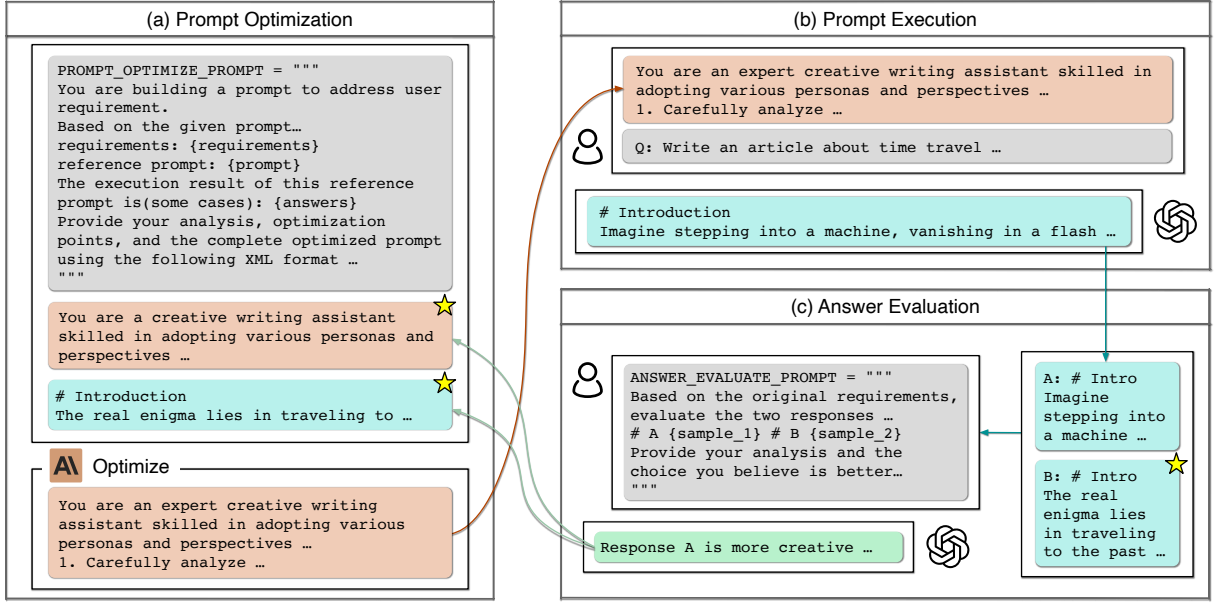 (a) Prompt Optimization
PROMPT_OPTIMIZE_PROMPT = """
You are building a prompt to address user
requirement.
Based on the given prompt…
requirements: {requirements}
reference prompt: {prompt}
The execution result of this reference
prompt is(some cases): {answers}
Provide your analysis, optimization
points, and the complete optimized prompt
using the following XML format …
"""
You are a creative writing assistant
skilled in adopting various personas and
perspectives …
# Introduction
The real enigma lies in traveling to …
A\ Optimize
You are an expert creative writing
assistant skilled in adopting various
personas and perspectives …
1. Carefully analyze …
(b) Prompt Execution
You are an expert creative writing assistant skilled in
adopting various personas and perspectives …
1. Carefully analyze …
Q: Write an article about time travel …
# Introduction
Imagine stepping into a machine, vanishing in a flash …
(c) Answer Evaluation
ANSWER_EVALUATE_PROMPT = """
Based on the original requirements,
evaluate the two responses …
# A {sample_1} # B {sample_2}
Provide your analysis and the
choice you believe is better…
"""
Response A is more creative …
A: # Intro
Imagine
stepping into
a machine …
B: # Intro
The real
enigma lies
in traveling
to the past …